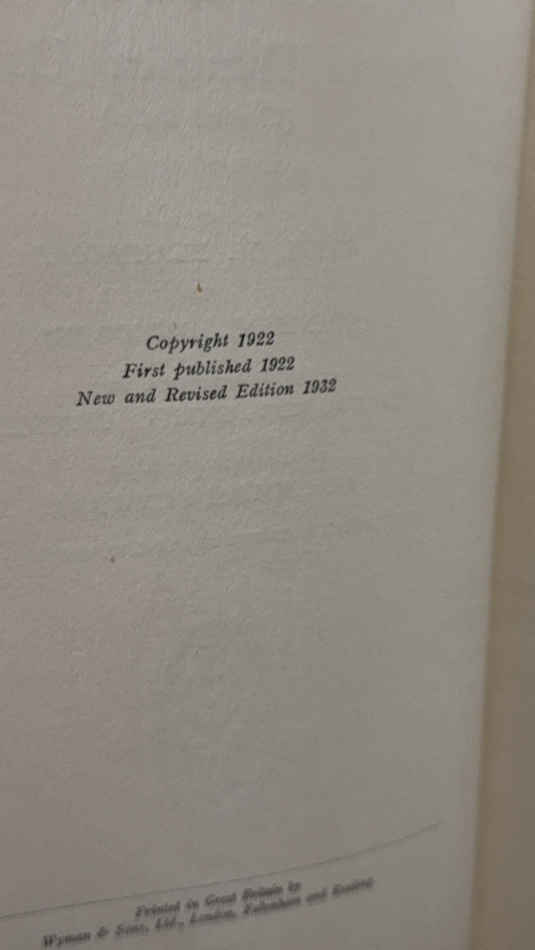 Copyright 1922
First published 1922
New and Revised Edition 1932
Printed in Great Britain by
Wyman & Sons, Ltd., London, Fakenham and Reading